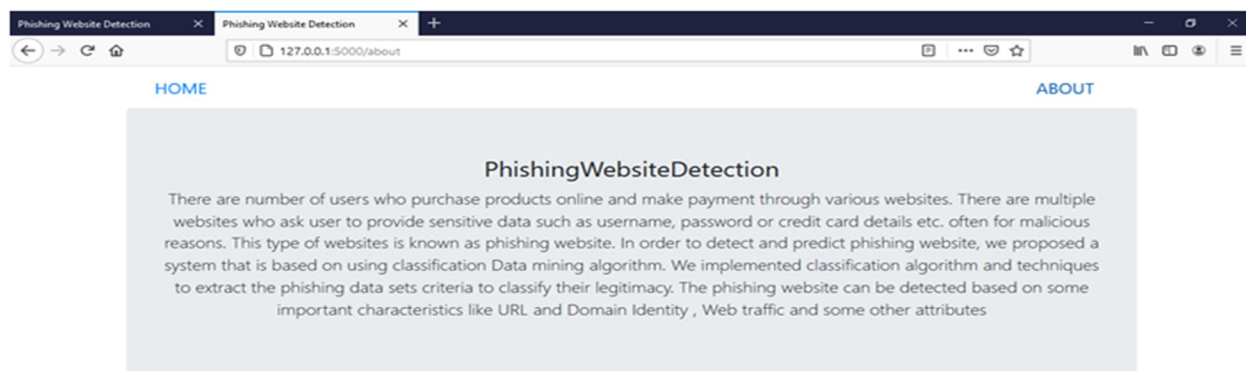 Phishing Website Detection Phishing Website Detection
127.0.0.1:5000/about
HOME ABOUT
PhishingWebsiteDetection
There are number of users who purchase products online and make payment through various websites. There are multiple
websites who ask user to provide sensitive data such as username, password or credit card details etc. often for malicious
reasons. This type of websites is known as phishing website. In order to detect and predict phishing website, we proposed a
system that is based on using classification Data mining algorithm. We implemented classification algorithm and techniques
to extract the phishing data sets criteria to classify their legitimacy. The phishing website can be detected based on some
important characteristics like URL and Domain Identity , Web traffic and some other attributes